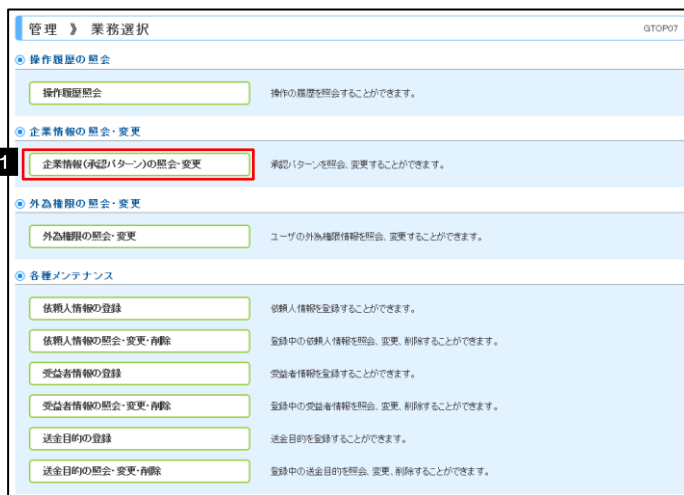 管理 》 業務選択
GTOP07
操作履歴の照会
操作履歴照会
操作の履歴を照会することができます。
企業情報の照会・変更
1
企業情報(承認パターン)の照会・変更
承認パターンを照会、変更することができます。
外為権限の照会・変更
外為権限の照会・変更
ユーザの外為権限情報を照会、変更することができます。
各種メンテナンス
依頼人情報の登録
依頼人情報を登録することができます。
依頼人情報の照会・変更・削除
登録中の依頼人情報を照会、変更、削除することができます。
受益者情報の登録
受益者情報を登録することができます。
受益者情報の照会・変更・削除
登録中の受益者情報を照会、変更、削除することができます。
送金目的の登録
送金目的を登録することができます。
送金目的の照会・変更・削除
登録中の送金目的を照会、変更、削除することができます。